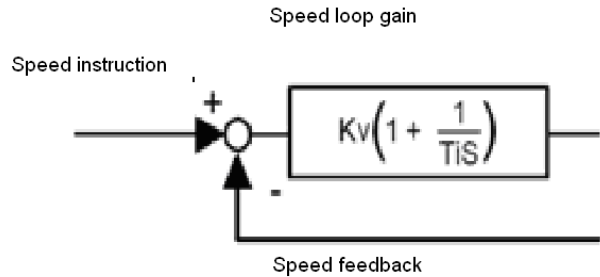 Speed loop gain
Speed instruction
+
Kv(1 + 1/TiS)
-
Speed feedback